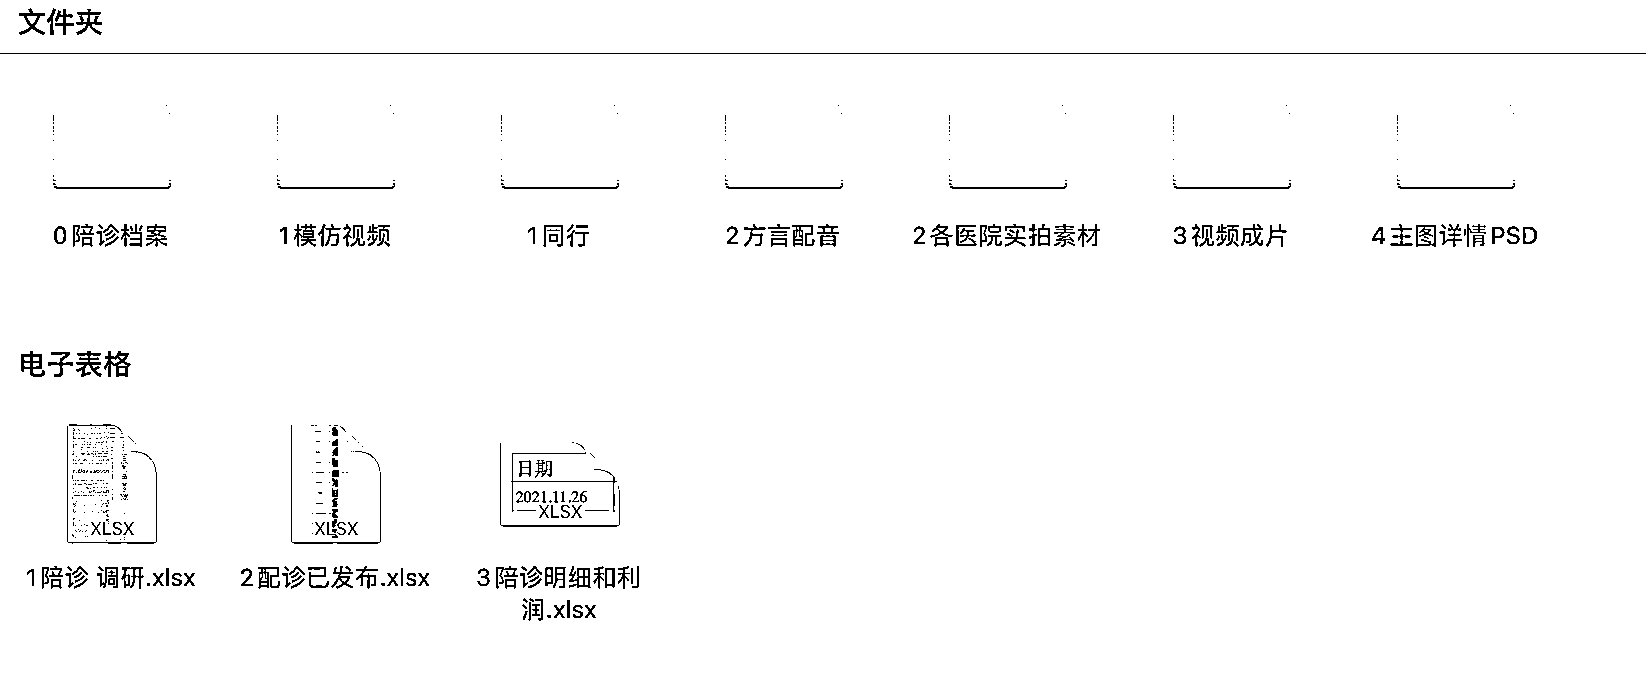 文件夹
0陪诊档案
1模仿视频
1同行
2方言配音
2各医院实拍素材
3视频成片
4主图详情PSD
电子表格
日期
2021.11.26
XLSX
XLSX
XLSX
1陪诊 调研.xlsx
2配诊已发布.xlsx
3陪诊明细和利
润.xlsx